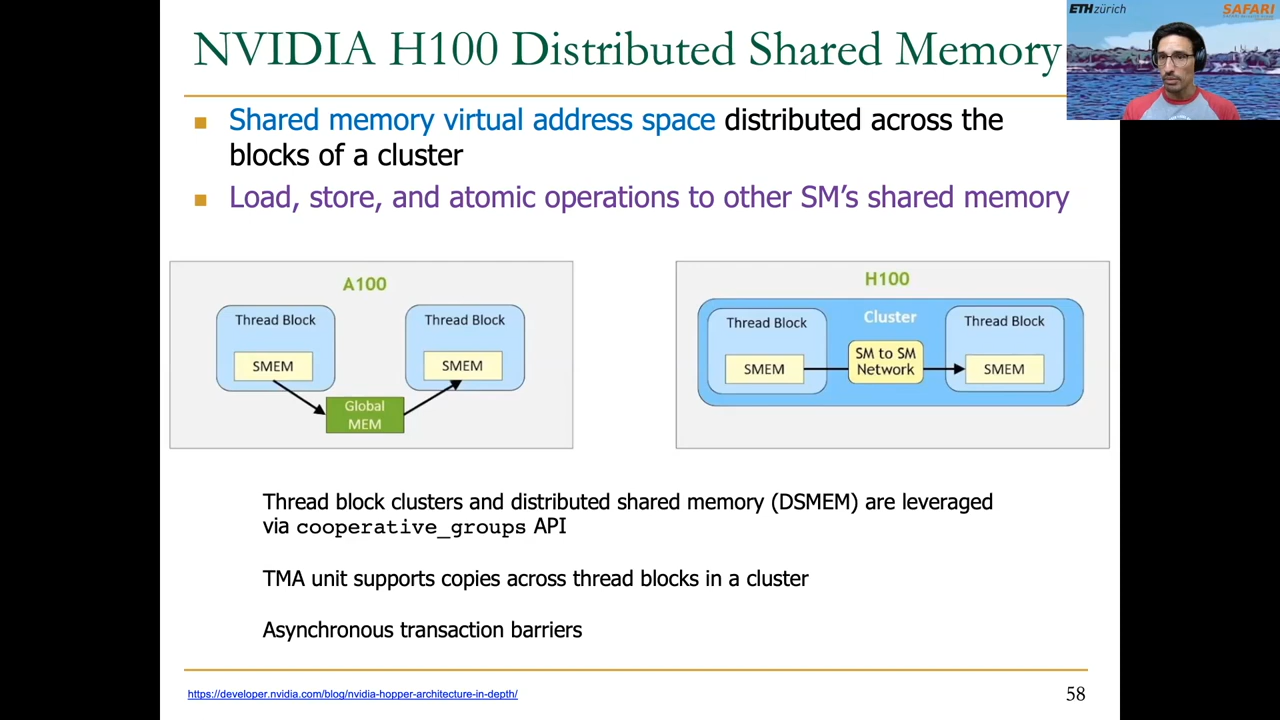 ETH zürich
SAFARI
NVIDIA H100 Distributed Shared Memory
Shared memory virtual address space distributed across the
blocks of a cluster
Load, store, and atomic operations to other SM’s shared memory
A100
Thread Block
Thread Block
SMEM
SMEM
Global
MEM
H100
Cluster
Thread Block
Thread Block
SMEM
SM to SM
Network
SMEM
Thread block clusters and distributed shared memory (DSMEM) are leveraged
via cooperative_groups API
TMA unit supports copies across thread blocks in a cluster
Asynchronous transaction barriers
https://developer.nvidia.com/blog/nvidia-hopper-architecture-in-depth/
58